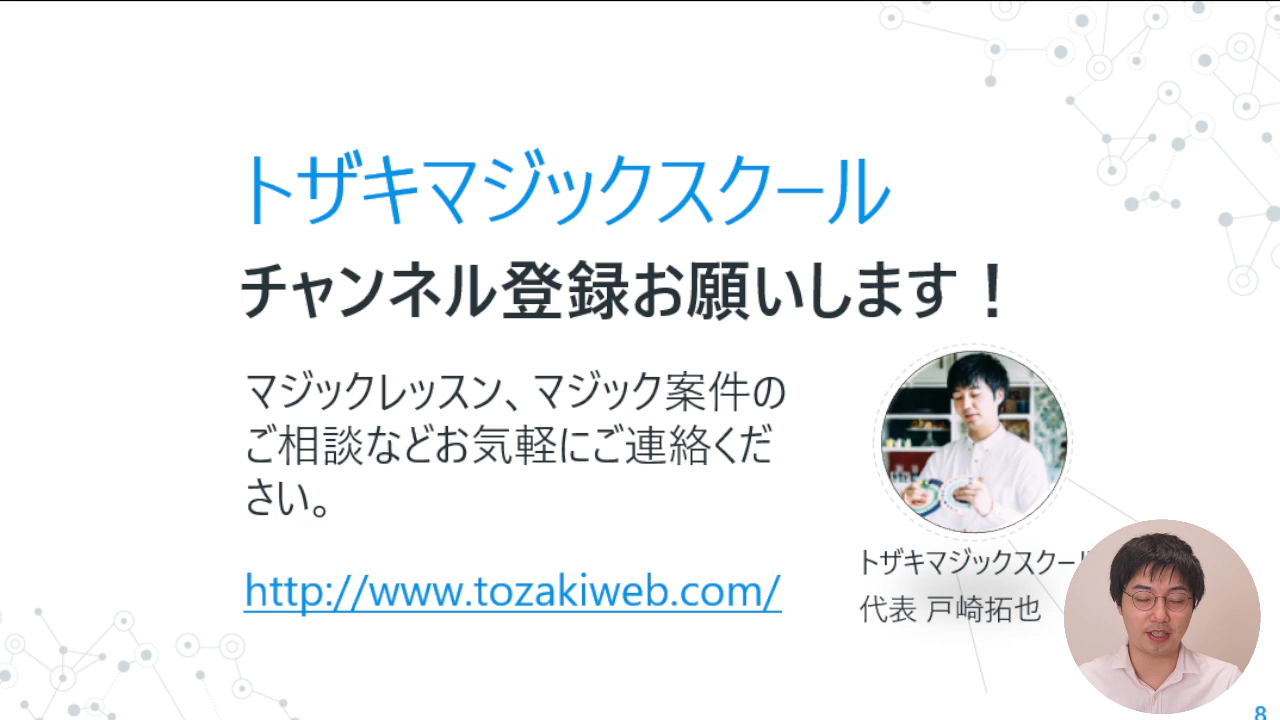 トザキマジックスクール
チャンネル登録お願いします！
マジックレッスン、マジック案件の
ご相談などお気軽にご連絡くだ
さい。
http://www.tozakiweb.com/
トザキマジックスクール
代表 戸崎拓也
8